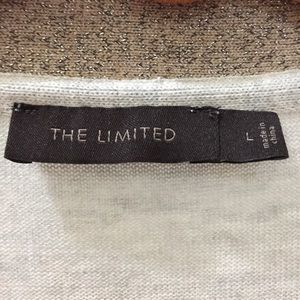 THE LIMITED
L
made in
china